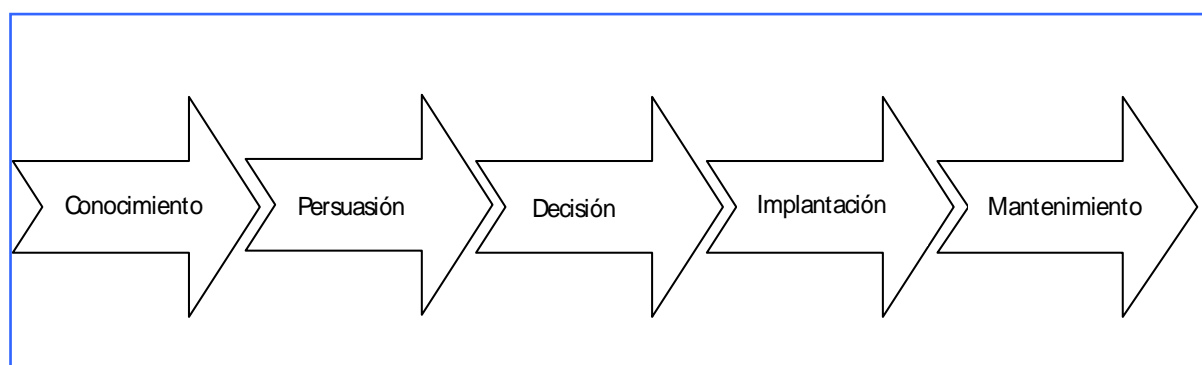 Conocimiento
Persuasión
Decisión
Implantación
Mantenimiento